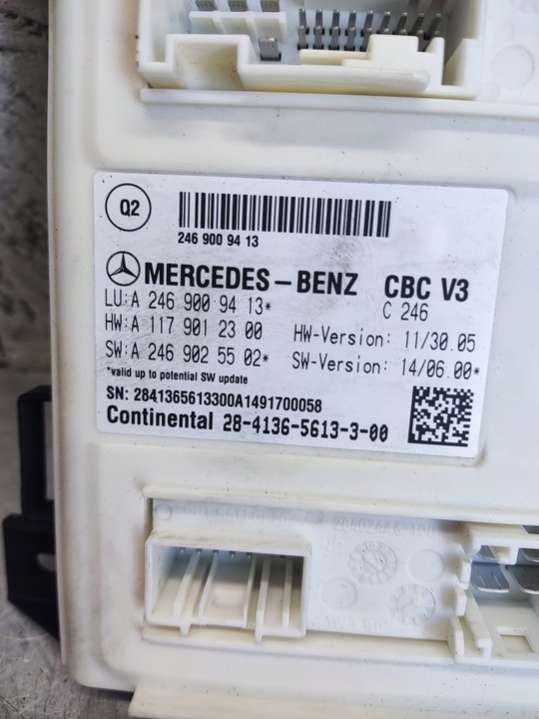 Q2
246 900 94 13
MERCEDES-BENZ CBC V3
LU:A 246 900 94 13* C 246
HW:A 117 901 23 00 HW-Version: 11/30.05
SW:A 246 902 55 02* SW-Version: 14/06.00*
*valid up to potential SW update
SN: 2841365613300A1491700058
Continental 28-4136-5613-3-00